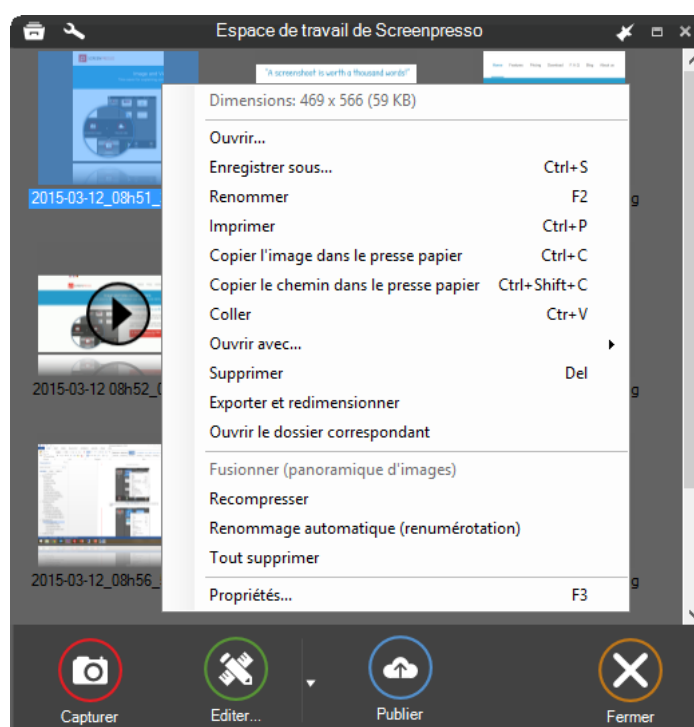 Espace de travail de Screenpresso
"A screenshot is worth a thousand words!"
Dimensions: 469 x 566 (59 KB)
Ouvrir...
Enregistrer sous... Ctrl+S
2015-03-12_08h51_
Renommer F2
g
Imprimer Ctrl+P
Copier l'image dans le presse papier Ctrl+C
Copier le chemin dans le presse papier Ctrl+Shift+C
Coller Ctr+V
Ouvrir avec...
Supprimer Del
2015-03-12 08h52_
g
Exporter et redimensionner
Ouvrir le dossier correspondant
Fusionner (panoramique d'images)
Recompresser
Renommage automatique (renumérotation)
Tout supprimer
2015-03-12_08h56_
g
Propriétés... F3
Capturer
Editer...
Publier
Fermer